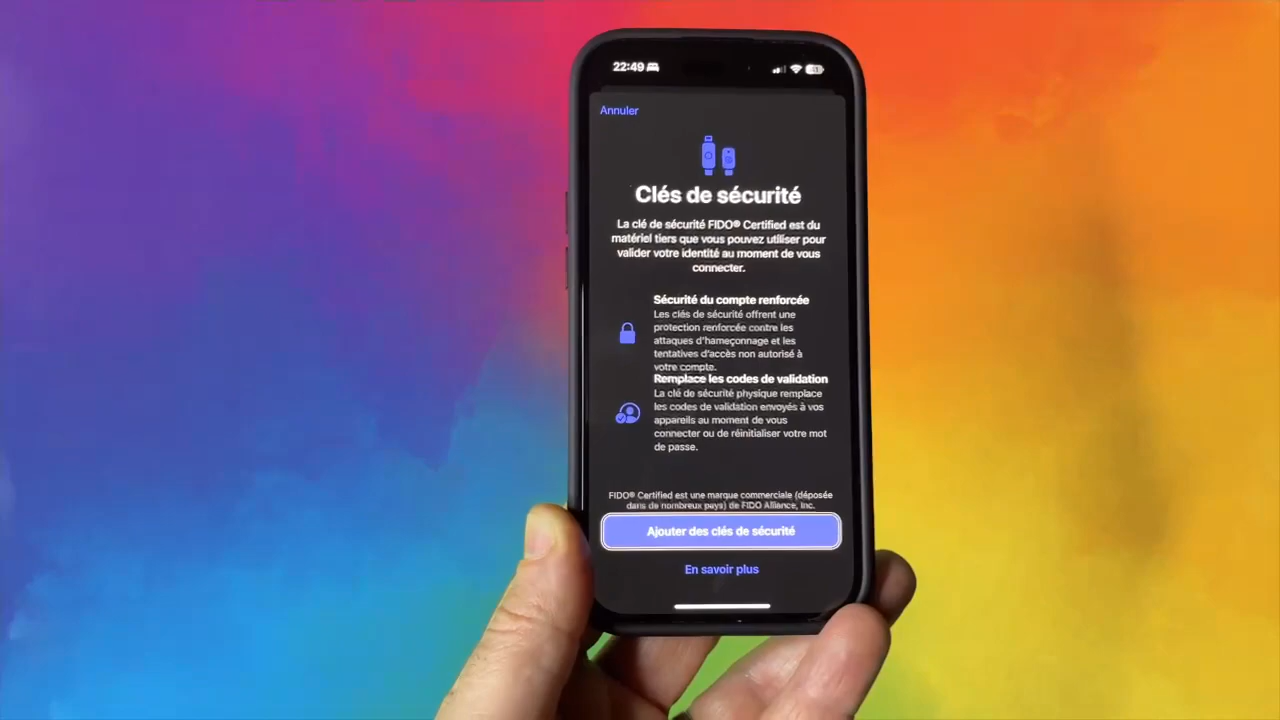 22:49
Annuler
Clés de sécurité
La clé de sécurité FIDO® Certified est du
matériel tiers que vous pouvez utiliser pour
valider votre identité au moment de vous
connecter.
Sécurité du compte renforcée
Les clés de sécurité offrent une
protection renforcée contre les
attaques d’hameçonnage et les
tentatives d’accès non autorisé à
votre compte.
Remplace les codes de validation
La clé de sécurité physique remplace
les codes de validation envoyés à vos
appareils au moment de vous
connecter ou de réinitialiser votre mot
de passe.
FIDO® Certified est une marque commerciale (déposée
dans de nombreux pays) de FIDO Alliance, Inc.
Ajouter des clés de sécurité
En savoir plus